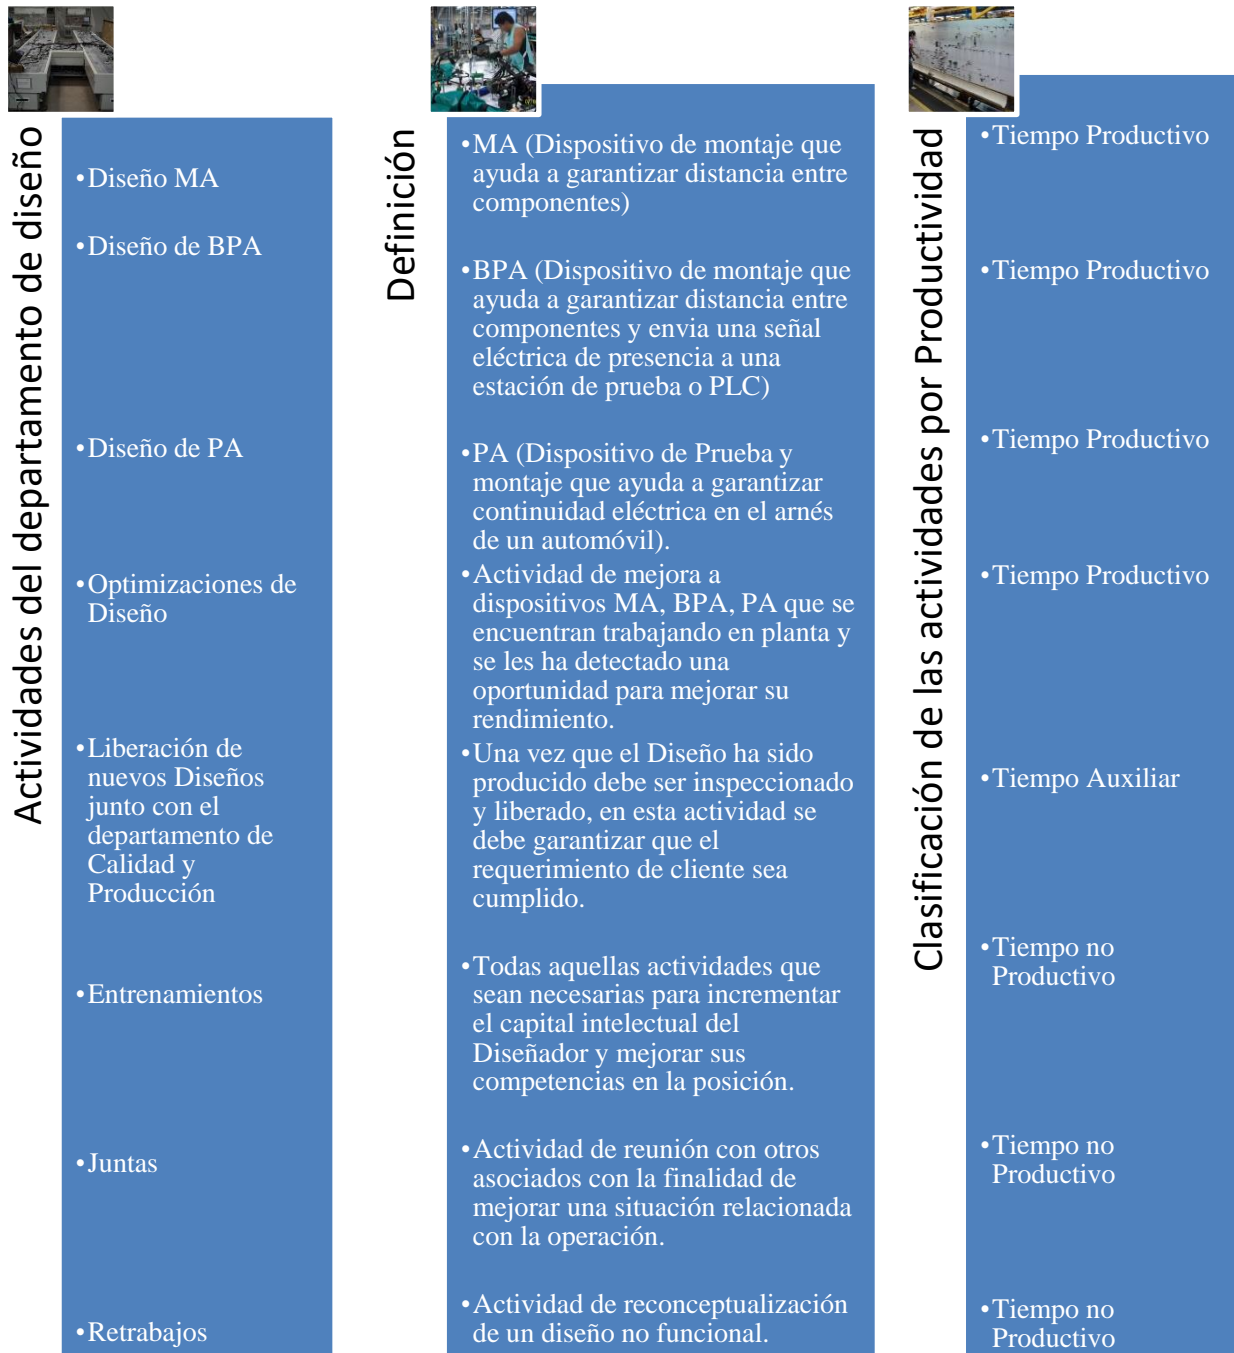 Actividades del departamento de diseño
•Diseño MA
•Diseño de BPA
•Diseño de PA
•Optimizaciones de
Diseño
•Liberación de
nuevos Diseños
junto con el
departamento de
Calidad y
Producción
•Entrenamientos
•Juntas
•Retrabajos
Definición
•MA (Dispositivo de montaje que
ayuda a garantizar distancia entre
componentes)
•BPA (Dispositivo de montaje que
ayuda a garantizar distancia entre
componentes y envia una señal
eléctrica de presencia a una
estación de prueba o PLC)
•PA (Dispositivo de Prueba y
montaje que ayuda a garantizar
continuidad eléctrica en el arnés
de un automóvil).
•Actividad de mejora a
dispositivos MA, BPA, PA que se
encuentran trabajando en planta y
se les ha detectado una
oportunidad para mejorar su
rendimiento.
•Una vez que el Diseño ha sido
producido debe ser inspeccionado
y liberado, en esta actividad se
debe garantizar que el
requerimiento de cliente sea
cumplido.
•Todas aquellas actividades que
sean necesarias para incrementar
el capital intelectual del
Diseñador y mejorar sus
competencias en la posición.
•Actividad de reunión con otros
asociados con la finalidad de
mejorar una situación relacionada
con la operación.
•Actividad de reconceptualización
de un diseño no funcional.
Clasificación de las actividades por Productividad
•Tiempo Productivo
•Tiempo Productivo
•Tiempo Productivo
•Tiempo Productivo
•Tiempo Auxiliar
•Tiempo no
Productivo
•Tiempo no
Productivo
•Tiempo no
Productivo